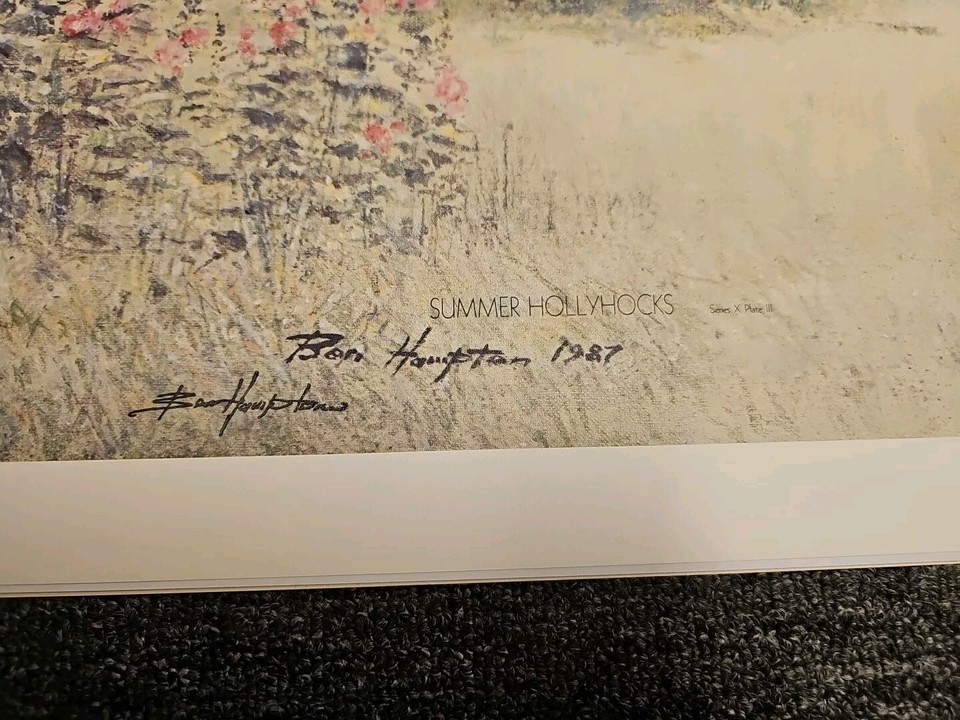 SUMMER HOLLYHOCKS Series X Plate III
Ben Hampton 1987
Ben Hampton